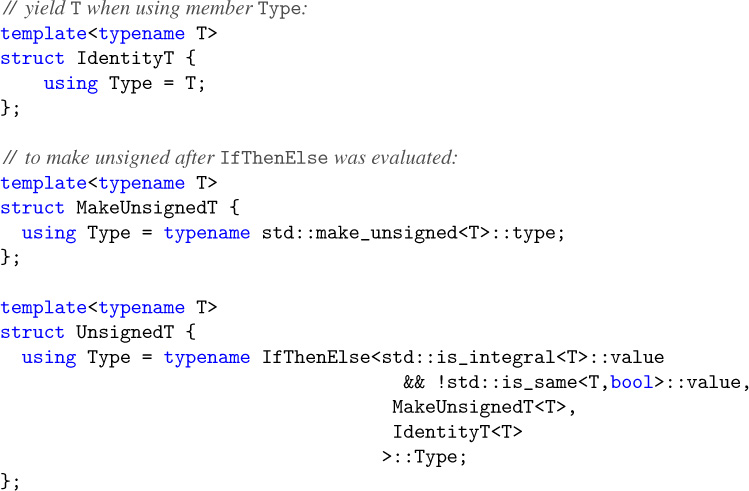 // yield T when using member Type:
template<typename T>
struct IdentityT {
    using Type = T;
};
// to make unsigned after IfThenElse was evaluated:
template<typename T>
struct MakeUnsignedT {
  using Type = typename std::make_unsigned<T>::type;
};
template<typename T>
struct UnsignedT {
  using Type = typename IfThenElse<std::is_integral<T>::value
                                   && !std::is_same<T,bool>::value,
                                  MakeUnsignedT<T>,
                                  IdentityT<T>
                                 >::Type;
};